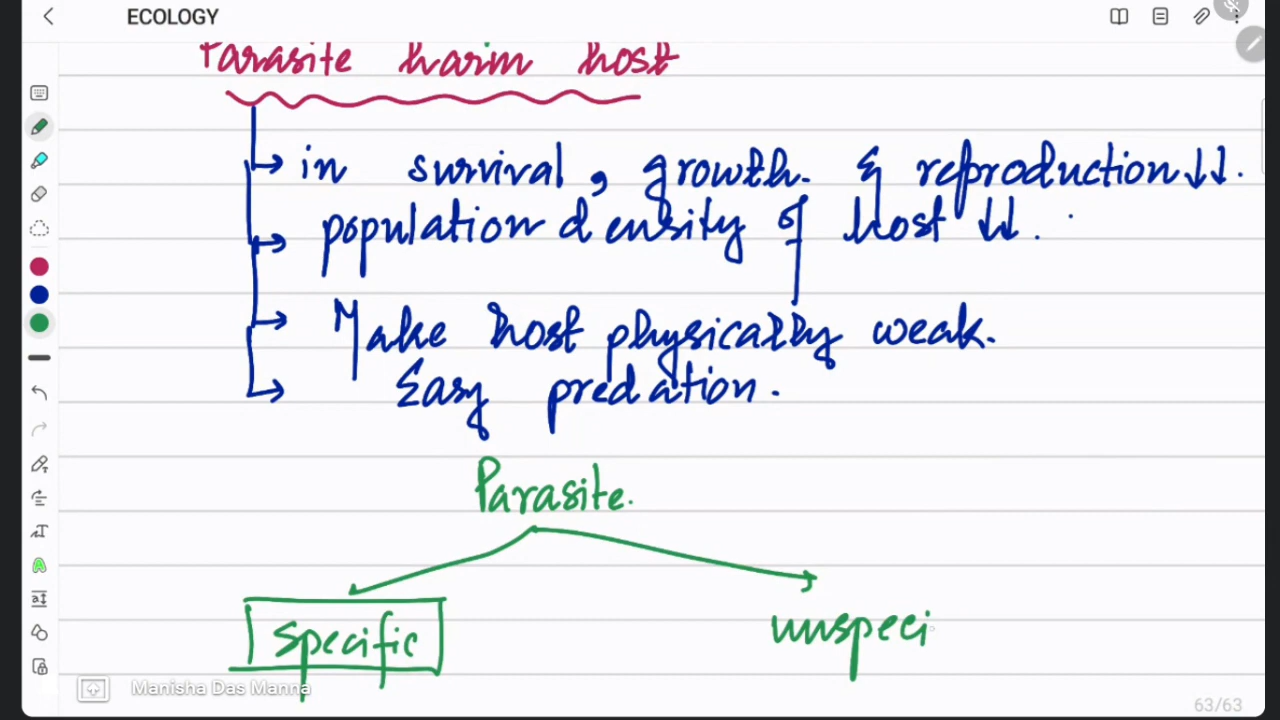 ECOLOGY
Parasite harm host
in survival, growth. & reproduction ↓↓.
population density of host ↓↓.
Make host physically weak.
Easy predation.
Parasite.
Specific
unspeci
Manisha Das Manna
63/63